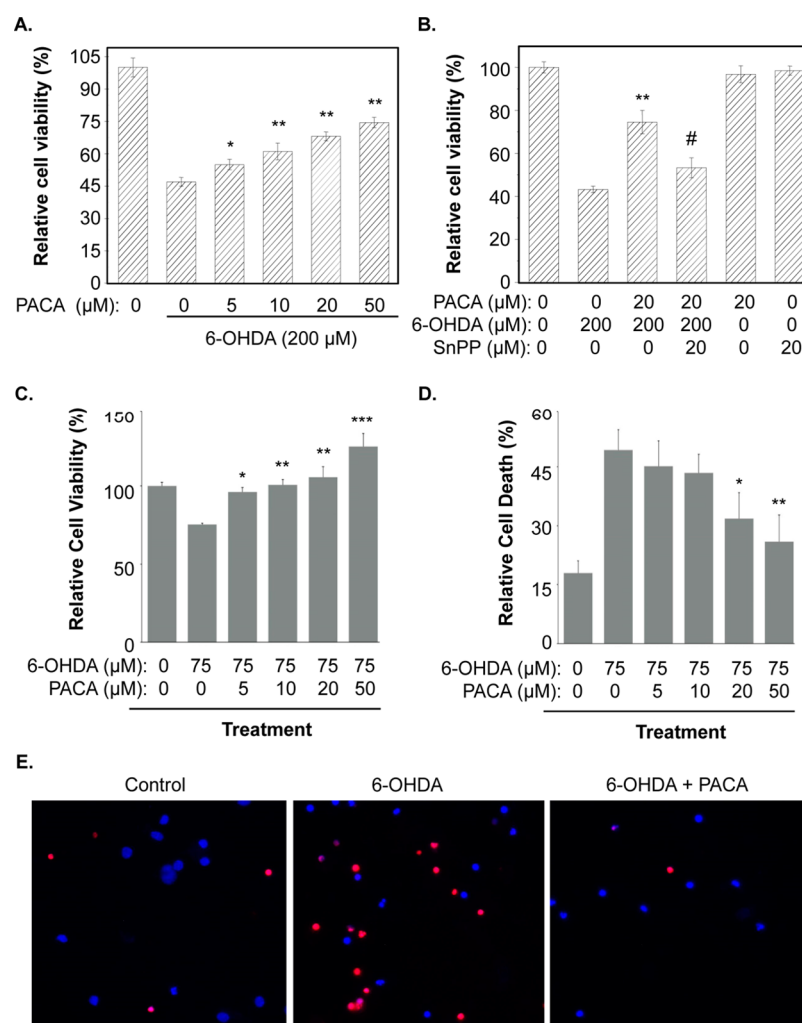 A.
Relative cell viability (%)
105
90
75
60
45
30
15
0
*
**
**
**
PACA (µM): 0 0 5 10 20 50
6-OHDA (200 µM)
B.
Relative cell viability (%)
100
80
60
40
20
0
**
#
PACA (µM): 0 0 20 20 20 0
6-OHDA (µM): 0 200 200 200 0 0
SnPP (µM): 0 0 0 20 0 20
C.
Relative Cell Viability (%)
150
100
50
0
*
**
**
***
6-OHDA (µM): 0 75 75 75 75 75
PACA (µM): 0 0 5 10 20 50
Treatment
D.
Relative Cell Death (%)
60
45
30
15
0
*
**
6-OHDA (µM): 0 75 75 75 75 75
PACA (µM): 0 0 5 10 20 50
Treatment
E.
Control 6-OHDA 6-OHDA + PACA